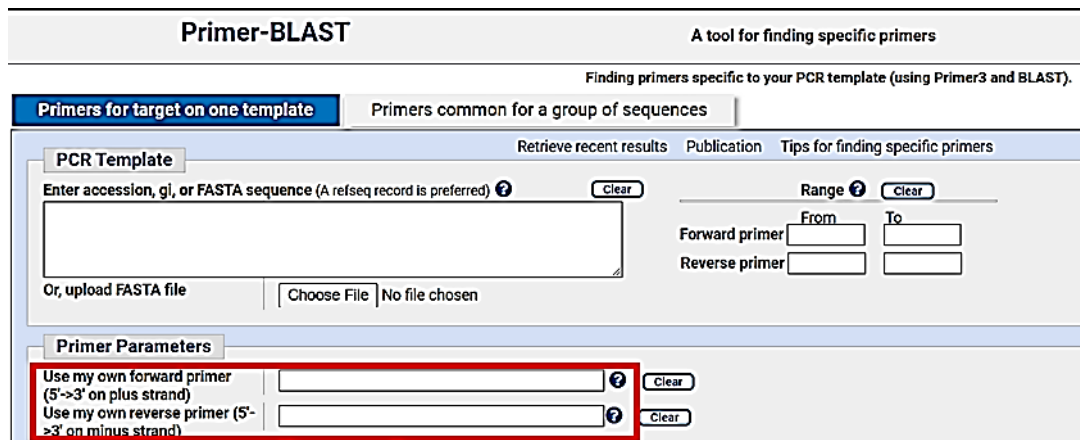 Primer-BLAST
A tool for finding specific primers
Finding primers specific to your PCR template (using Primer3 and BLAST).
Primers for target on one template
Primers common for a group of sequences
Retrieve recent results Publication Tips for finding specific primers
PCR Template
Enter accession, gi, or FASTA sequence (A refseq record is preferred) ? Clear
Range ? Clear
From To
Forward primer
Reverse primer
Or, upload FASTA file
Choose File No file chosen
Primer Parameters
Use my own forward primer
(5'->3' on plus strand)
? Clear
Use my own reverse primer (5'-
>3' on minus strand)
? Clear